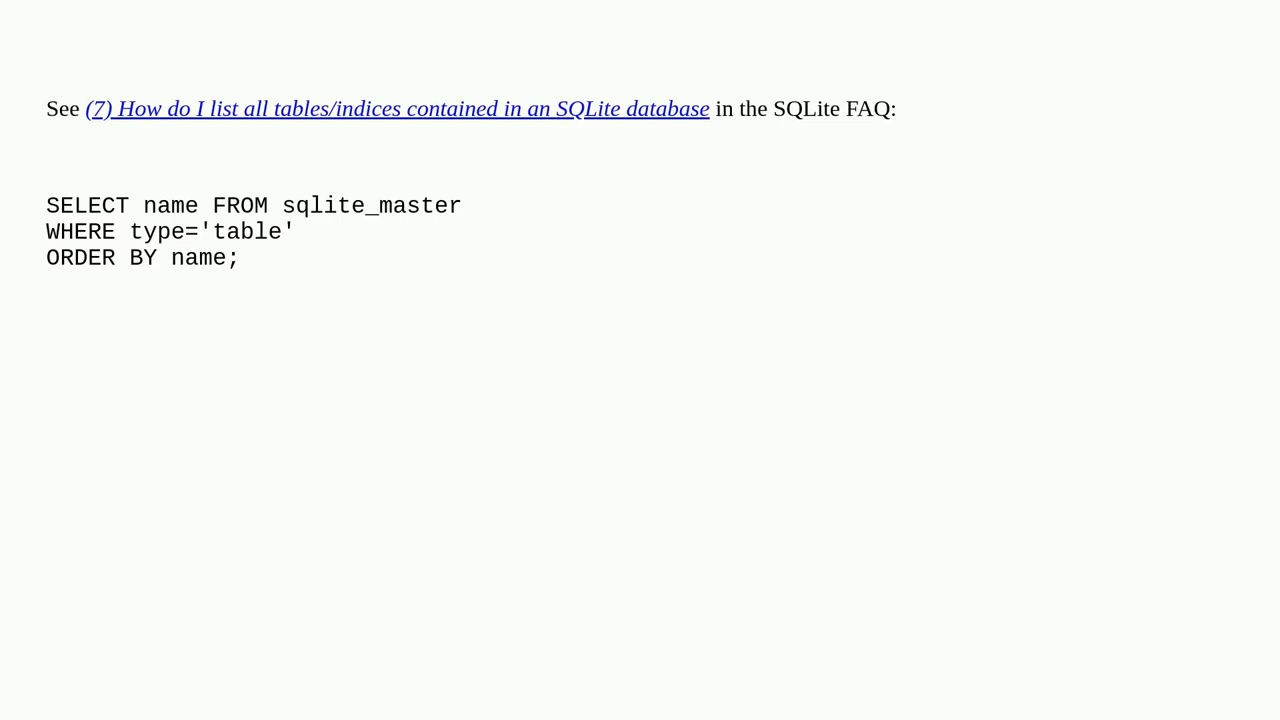 See (7) How do I list all tables/indices contained in an SQLite database in the SQLite FAQ:
SELECT name FROM sqlite_master
WHERE type='table'
ORDER BY name;